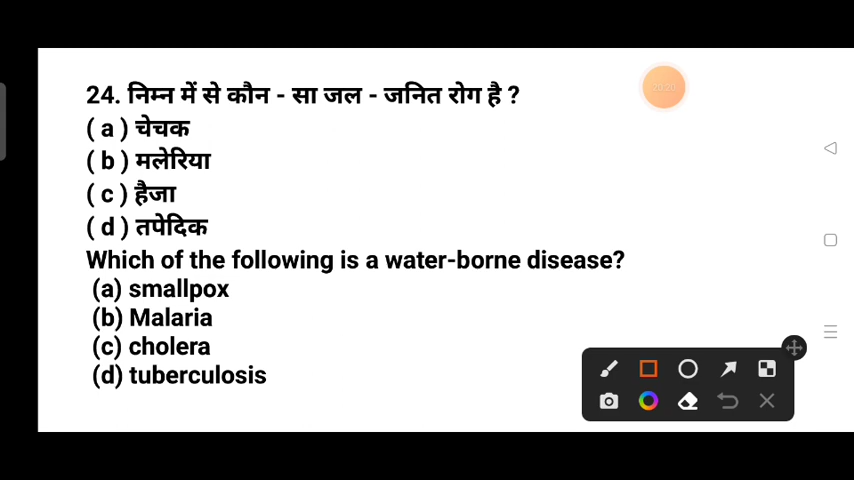 24. निम्न में से कौन - सा जल - जनित रोग है ?
( a ) चेचक
( b ) मलेरिया
( c ) हैजा
( d ) तपेदिक
Which of the following is a water-borne disease?
(a) smallpox
(b) Malaria
(c) cholera
(d) tuberculosis